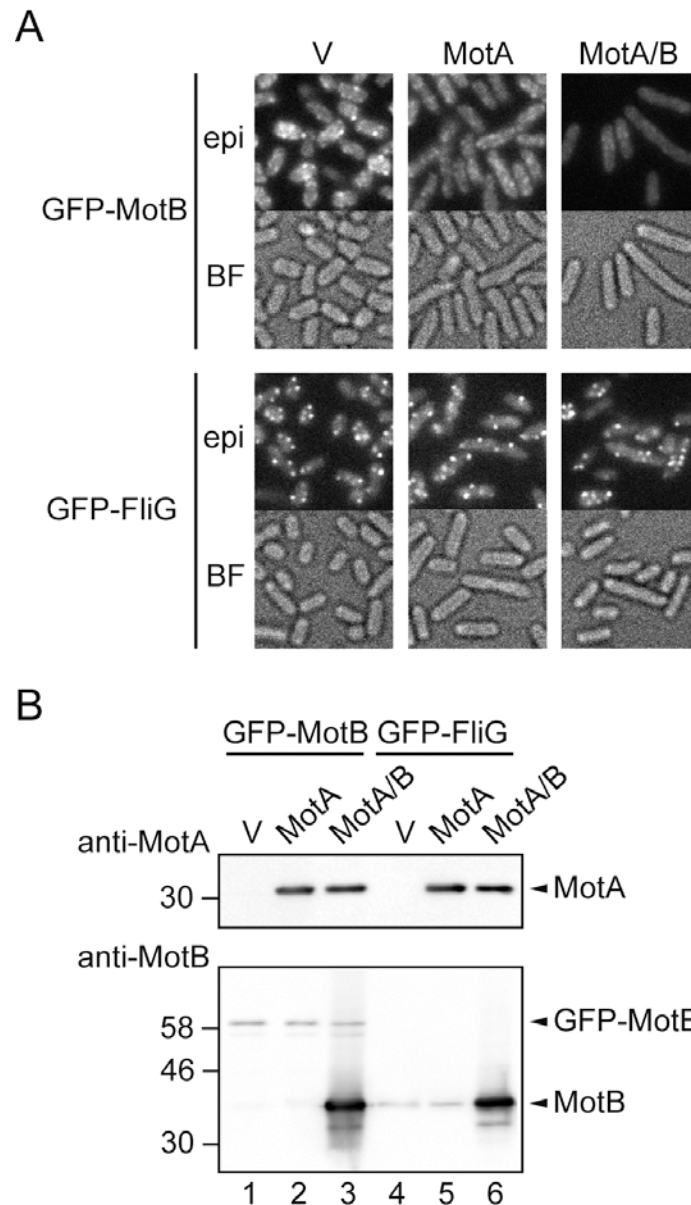 A
V MotA MotA/B
epi
GFP-MotB
BF
epi
GFP-FliG
BF
B
GFP-MotB GFP-FliG
V MotA MotA/B V MotA MotA/B
anti-MotA
30 MotA
anti-MotB
58 GFP-MotB
46
MotB
30
1 2 3 4 5 6